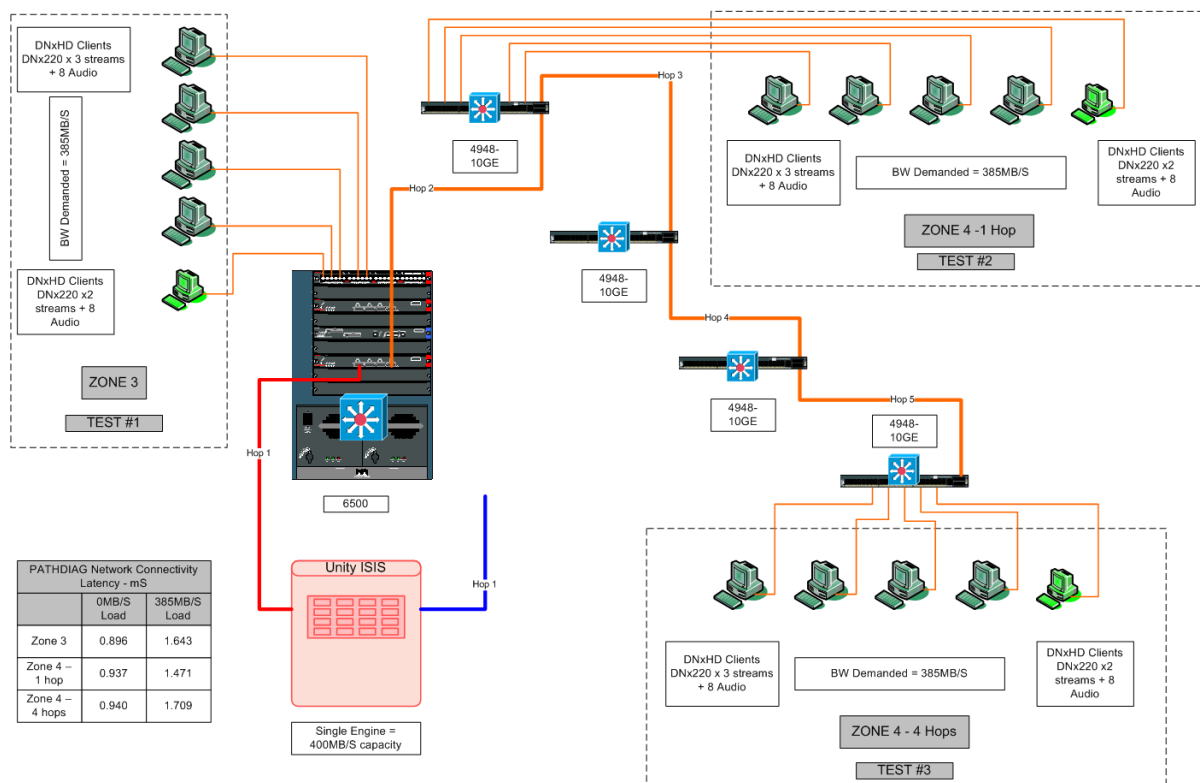 DNxHD Clients
DNx220 x 3 streams
+ 8 Audio
BW Demanded = 385MB/S
DNxHD Clients
DNx220 x2
streams + 8
Audio
ZONE 3
TEST #1
4948-
10GE
Hop 3
Hop 2
4948-
10GE
Hop 4
4948-
10GE
Hop 5
4948-
10GE
DNxHD Clients
DNx220 x 3 streams
+ 8 Audio
BW Demanded = 385MB/S
DNxHD Clients
DNx220 x2
streams + 8
Audio
ZONE 4 -1 Hop
TEST #2
Hop 1
6500
Unity ISIS
Hop 1
Single Engine =
400MB/S capacity
PATHDIAG Network Connectivity
Latency - mS
0MB/S
Load
385MB/S
Load
Zone 3
0.896
1.643
Zone 4 –
1 hop
0.937
1.471
Zone 4 –
4 hops
0.940
1.709
DNxHD Clients
DNx220 x 3 streams
+ 8 Audio
BW Demanded = 385MB/S
DNxHD Clients
DNx220 x2
streams + 8
Audio
ZONE 4 - 4 Hops
TEST #3